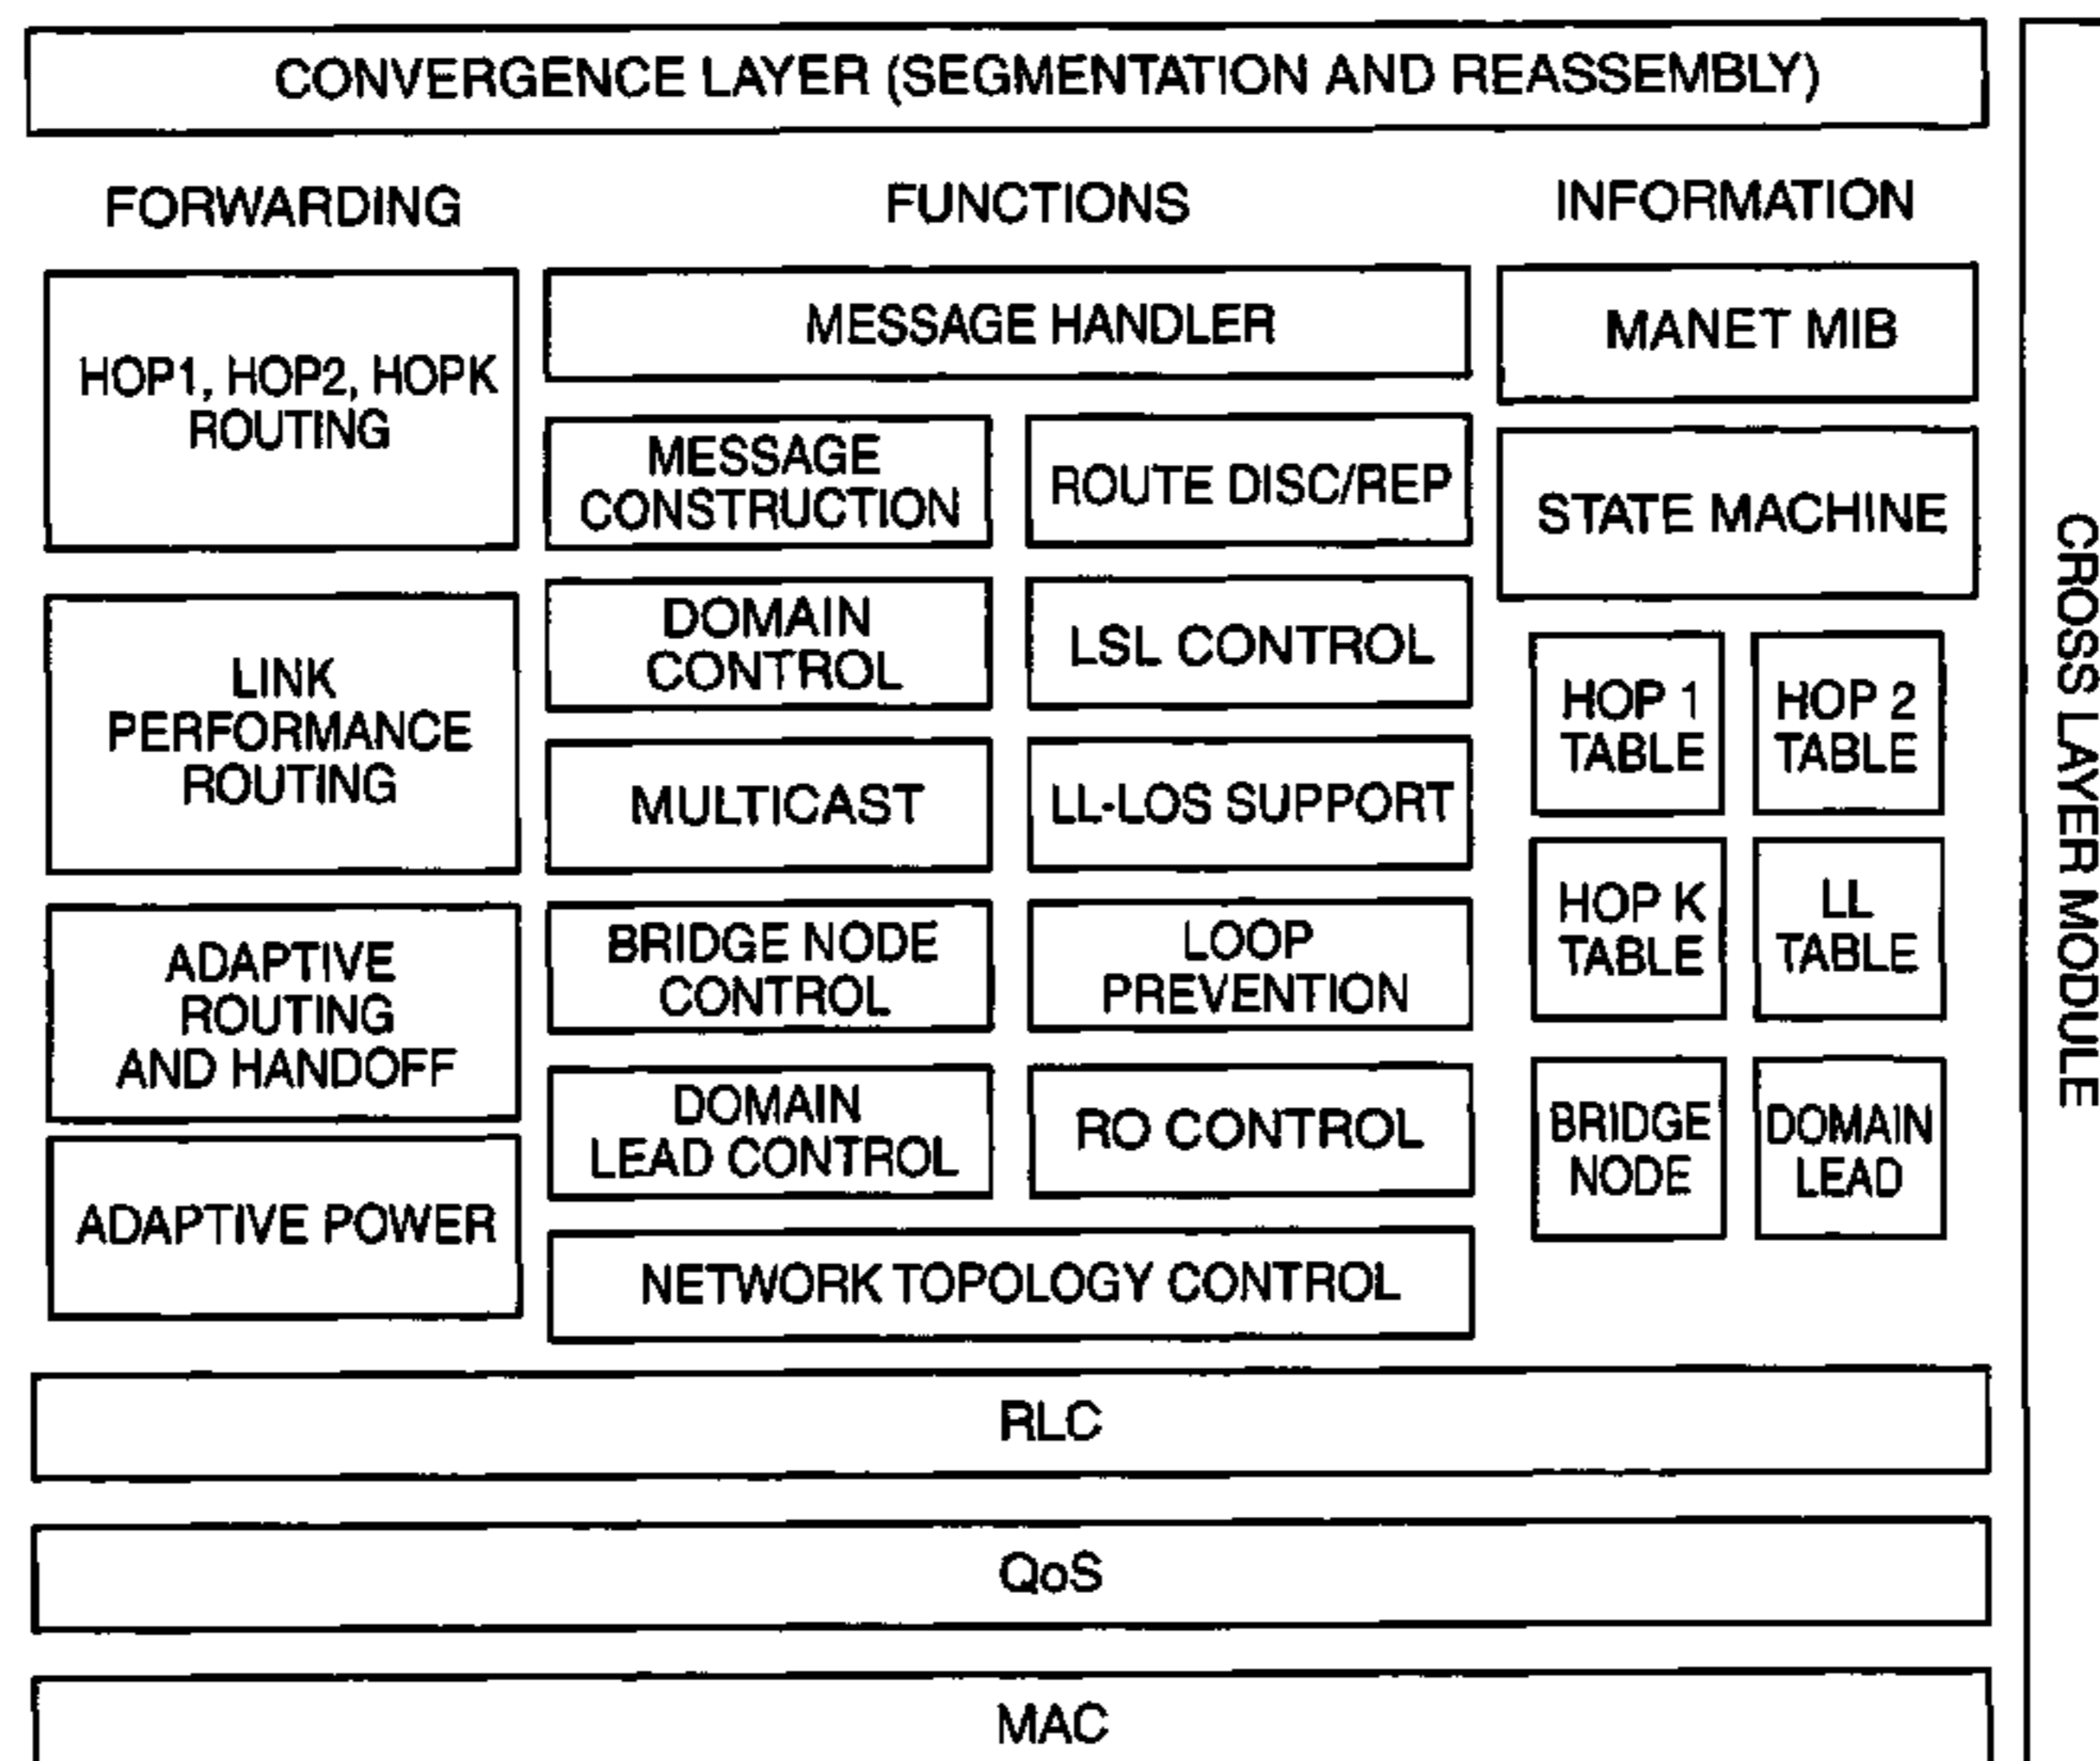 CONVERGENCE LAYER (SEGMENTATION AND REASSEMBLY)
FORWARDING
FUNCTIONS
INFORMATION
HOP1, HOP2, HOPK
ROUTING
LINK
PERFORMANCE
ROUTING
ADAPTIVE
ROUTING
AND HANDOFF
ADAPTIVE POWER
MESSAGE HANDLER
MESSAGE
CONSTRUCTION
ROUTE DISC/REP
DOMAIN
CONTROL
LSL CONTROL
MULTICAST
LL-LOS SUPPORT
BRIDGE NODE
CONTROL
LOOP
PREVENTION
DOMAIN
LEAD CONTROL
RO CONTROL
NETWORK TOPOLOGY CONTROL
MANET MIB
STATE MACHINE
HOP 1
TABLE
HOP 2
TABLE
HOP K
TABLE
LL
TABLE
BRIDGE
NODE
DOMAIN
LEAD
RLC
QoS
MAC
CROSS LAYER MODULE